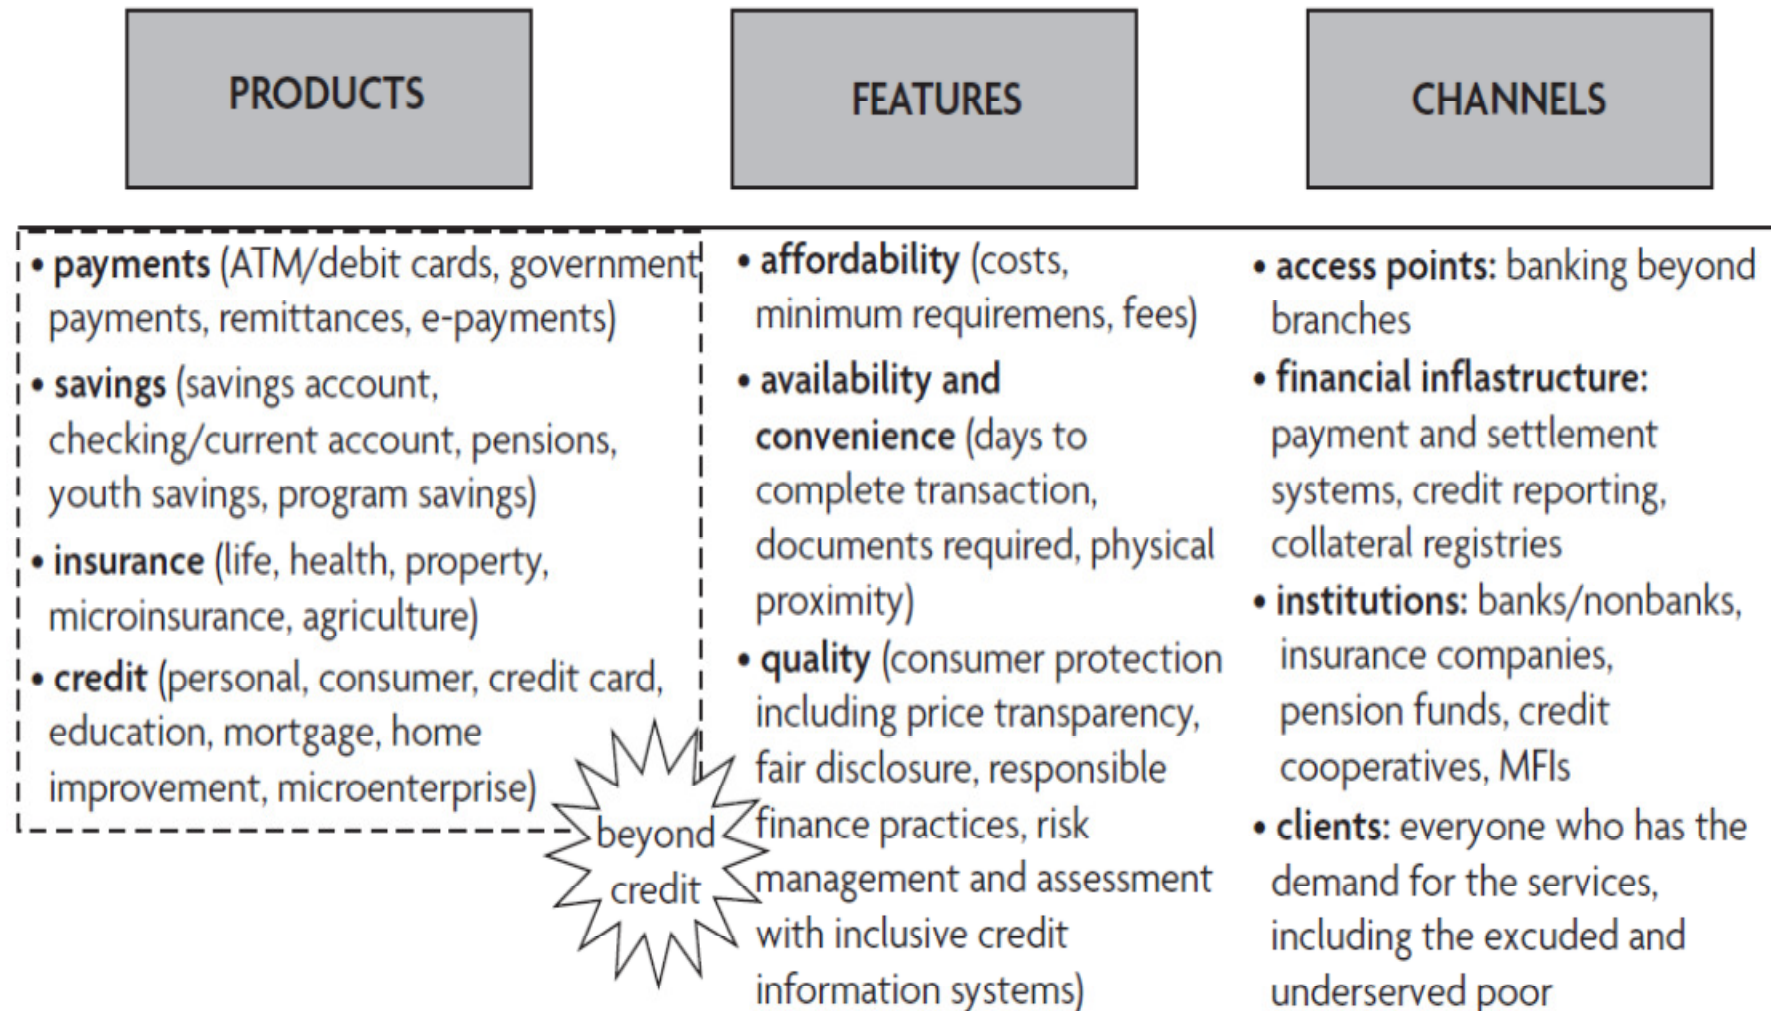 PRODUCTS
• payments (ATM/debit cards, government
payments, remittances, e-payments)
• savings (savings account,
checking/current account, pensions,
youth savings, program savings)
• insurance (life, health, property,
microinsurance, agriculture)
• credit (personal, consumer, credit card,
education, mortgage, home
improvement, microenterprise)
beyond
credit
FEATURES
• affordability (costs,
minimum requiremens, fees)
• availability and
convenience (days to
complete transaction,
documents required, physical
proximity)
• quality (consumer protection
including price transparency,
fair disclosure, responsible
finance practices, risk
management and assessment
with inclusive credit
information systems)
CHANNELS
• access points: banking beyond
branches
• financial inflastructure:
payment and settlement
systems, credit reporting,
collateral registries
• institutions: banks/nonbanks,
insurance companies,
pension funds, credit
cooperatives, MFIs
• clients: everyone who has the
demand for the services,
including the excuded and
underserved poor